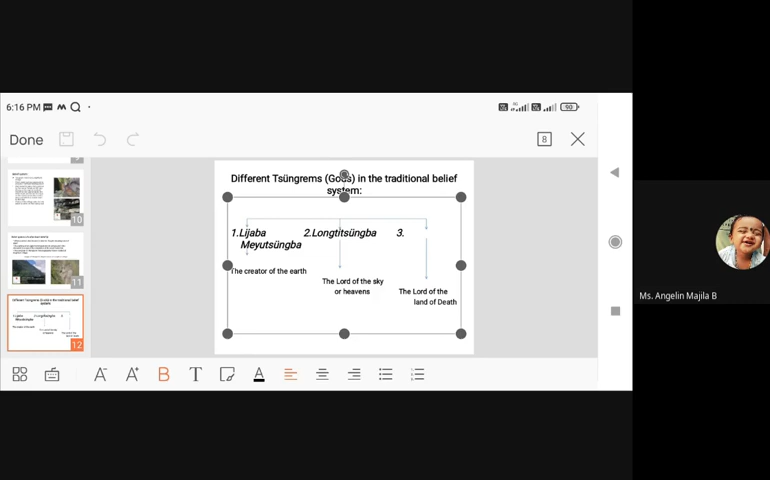 6:16 PM
90
Done
8
10
11
12
Different Tsüngrems (Gods) in the traditional belief
system:
1.Lijaba 2.Longtitsüngba 3.
Meyutsüngba
The creator of the earth
The Lord of the sky
or heavens
The Lord of the
land of Death
Ms. Angelin Majila B